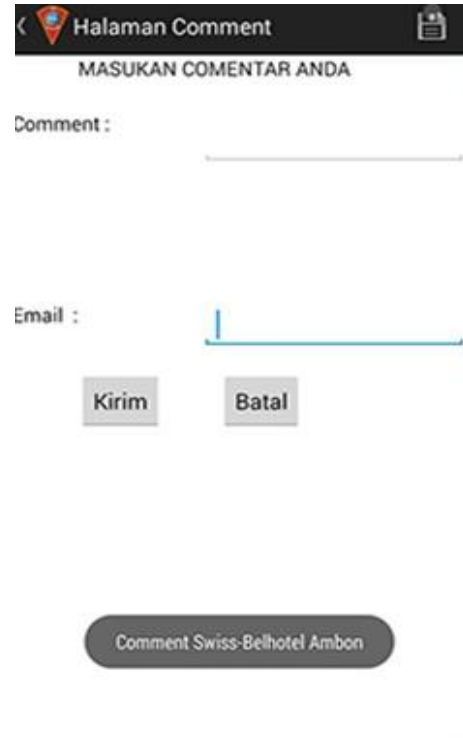 Halaman Comment
MASUKAN COMENTAR ANDA
Comment :
Email :
Kirim Batal
Comment Swiss-Belhotel Ambon